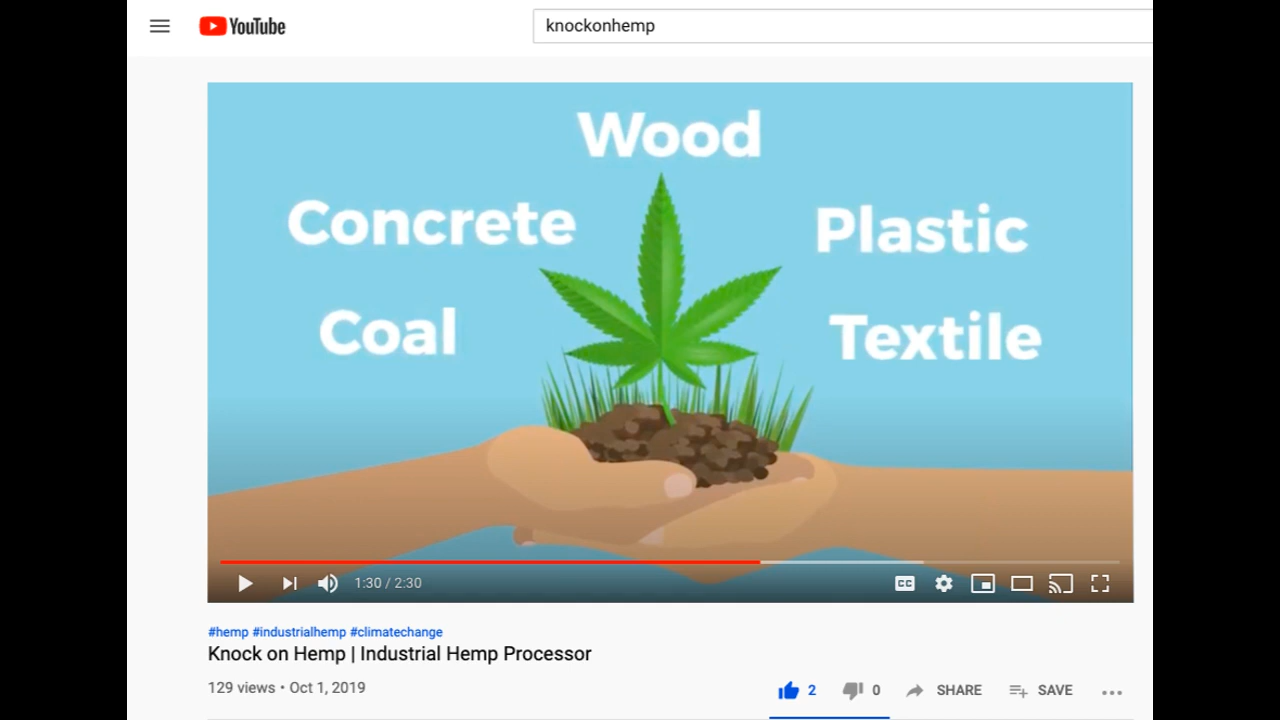 YouTube
knockonhemp
Wood
Concrete
Plastic
Coal
Textile
1:30 / 2:30
CC
#hemp #industrialhemp #climatechange
Knock on Hemp | Industrial Hemp Processor
129 views • Oct 1, 2019
2
0
SHARE
SAVE